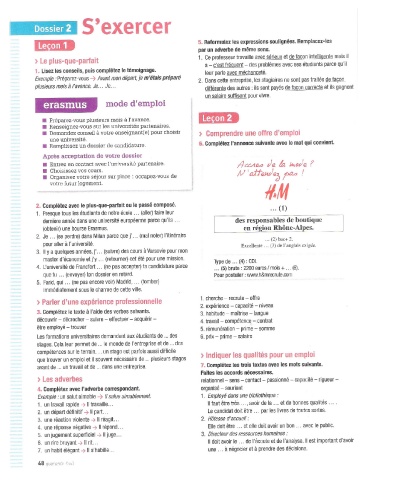 Dossier 2 S'exercer
Leçon 1
> Le plus-que-parfait
1. Lisez les conseils, puis complétez le témoignage.
Exemple : Préparez-vous → Avant mon départ, je m'étais préparé
plusieurs mois à l'avance. Je… Je…
erasmus mode d'emploi
Préparez-vous plusieurs mois à l'avance.
Renseignez-vous sur les universités partenaires.
Demandez conseil à votre enseignant(e) pour choisir
une université.
Remplissez un dossier de candidature.
Après acceptation de votre dossier
Entrez en contact avec l'université partenaire.
Choisissez vos cours.
Organisez votre séjour sur place : occupez-vous de
votre futur logement.
2. Complétez avec le plus-que-parfait ou le passé composé.
1. Presque tous les étudiants de notre école … (aller) faire leur
dernière année dans une université européenne parce qu'ils …
(obtenir) une bourse Erasmus.
2. Je … (se perdre) dans Milan parce que j' … (mal noter) l'itinéraire
pour aller à l'université.
3. Il y a quelques années, j' … (suivre) des cours à Varsovie pour mon
master d'économie et j'y … (retourner) cet été pour une mission.
4. L'université de Francfort … (ne pas accepter) ta candidature parce
que tu … (envoyer) ton dossier en retard.
5. Paul, qui … (ne pas encore voir) Madrid, … (tomber)
immédiatement sous le charme de cette ville.
> Parler d'une expérience professionnelle
3. Complétez le texte à l'aide des verbes suivants.
découvrir – décrocher – suivre – effectuer – acquérir –
être employé – trouver
Les formations universitaires demandent aux étudiants de … des
stages. Cela leur permet de … le monde de l'entreprise et de … des
compétences sur le terrain. … un stage est parfois aussi difficile
que trouver un emploi et il souvent nécessaire de … plusieurs stages
avant de … un travail et de … dans une entreprise.
> Les adverbes
4. Complétez avec l'adverbe correspondant.
Exemple : un salut aimable → Il salue aimablement.
1. un travail rapide → Il travaille…
2. un départ définitif → Il part…
3. une réaction violente → Il réagit…
4. une réponse négative → Il répond…
5. un jugement superficiel → Il juge…
6. un rire bruyant → Il rit…
7. un habit élégant → Il s'habille…
48
5. Reformulez les expressions soulignées. Remplacez-les
par un adverbe de même sens.
1. Ce professeur travaille avec sérieux et de façon intelligente mais il
a – c'est fréquent – des problèmes avec ses étudiants parce qu'il
leur parle avec méchanceté.
2. Dans cette entreprise, les stagiaires ne sont pas traités de façon
différente des autres : ils sont payés de façon correcte et ils gagnent
un salaire suffisant pour vivre.
Leçon 2
> Comprendre une offre d'emploi
6. Complétez l'annonce suivante avec le mot qui convient.
Accros de la mode ?
N'attendez pas !
H&M
… (1)
des responsables de boutique
en région Rhône-Alpes.
… (2) bac+ 2.
Excellente … (3) de l'anglais exigée.
Type de … (4) : CDI.
… (5) brute : 2200 euros / mois + … (6).
Pour postuler : www.h&mrecrute.com
1. cherche – recrute – offre
2. expérience – capacité – niveau
3. habitude – maîtrise – langue
4. travail – compétence – contrat
5. rémunération – prime – somme
6. prix – prime – salaire
> Indiquer les qualités pour un emploi
7. Complétez les trois textes avec les mots suivants.
Faites les accords nécessaires.
relationnel – sens – contact – passionné – capacité – rigueur –
organisé – souriant
1. Employé dans une bibliothèque :
Il faut être très …, avoir de la … et de bonnes qualités … .
Le candidat doit être … par les livres de toutes sortes.
2. Hôtesse d'accueil :
Elle doit être … et elle doit avoir un bon … avec le public.
3. Directeur des ressources humaines :
Il doit avoir le … de l'écoute et de l'analyse. Il est important d'avoir
une … à négocier et à prendre des décisions.